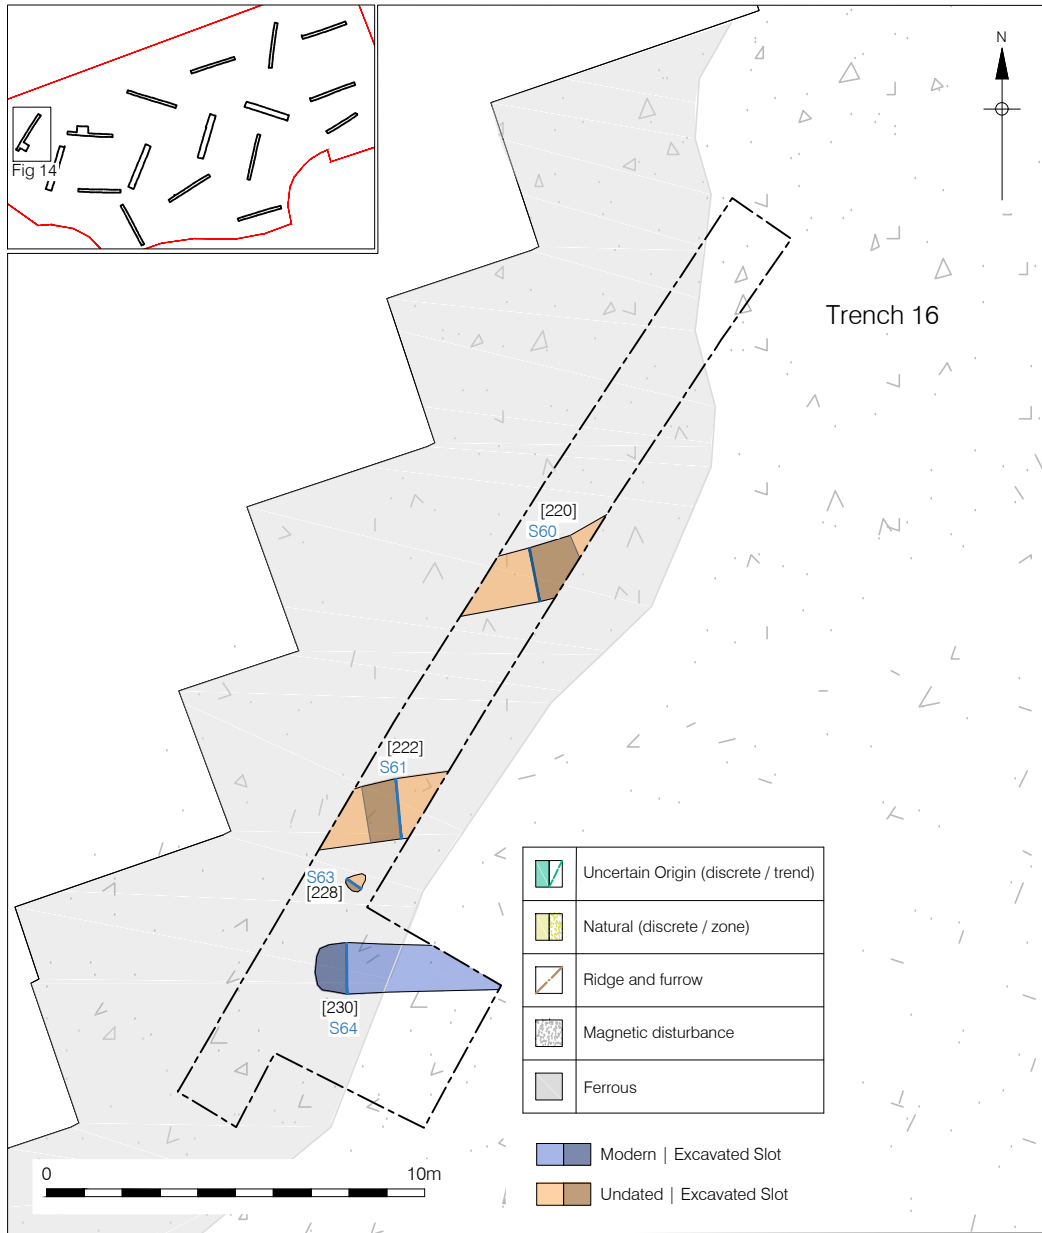 Fig 14
N
Trench 16
[220]
S60
[222]
S61
S63
[228]
[230]
S64
Uncertain Origin (discrete / trend)
Natural (discrete / zone)
Ridge and furrow
Magnetic disturbance
Ferrous
Modern | Excavated Slot
Undated | Excavated Slot
0 10m